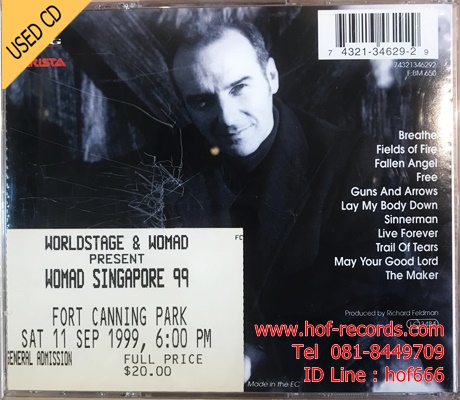 USED CD
ARISTA
7 4321-34629-2 9
74321346292
F:BM 650
Breathe
Fields of Fire
Fallen Angel
Free
Guns And Arrows
Lay My Body Down
Sinnerman
Live Forever
Trail Of Tears
May Your Good Lord
The Maker
WORLDSTAGE & WOMAD
PRESENT
WOMAD SINGAPORE 99
FORT CANNING PARK
SAT 11 SEP 1999, 6:00 PM
GENERAL ADMISSION
FULL PRICE
$20.00
Produced by Richard Feldman
www.hof-records.com
Tel 081-8449709
ID Line : hof666
Made in the EC